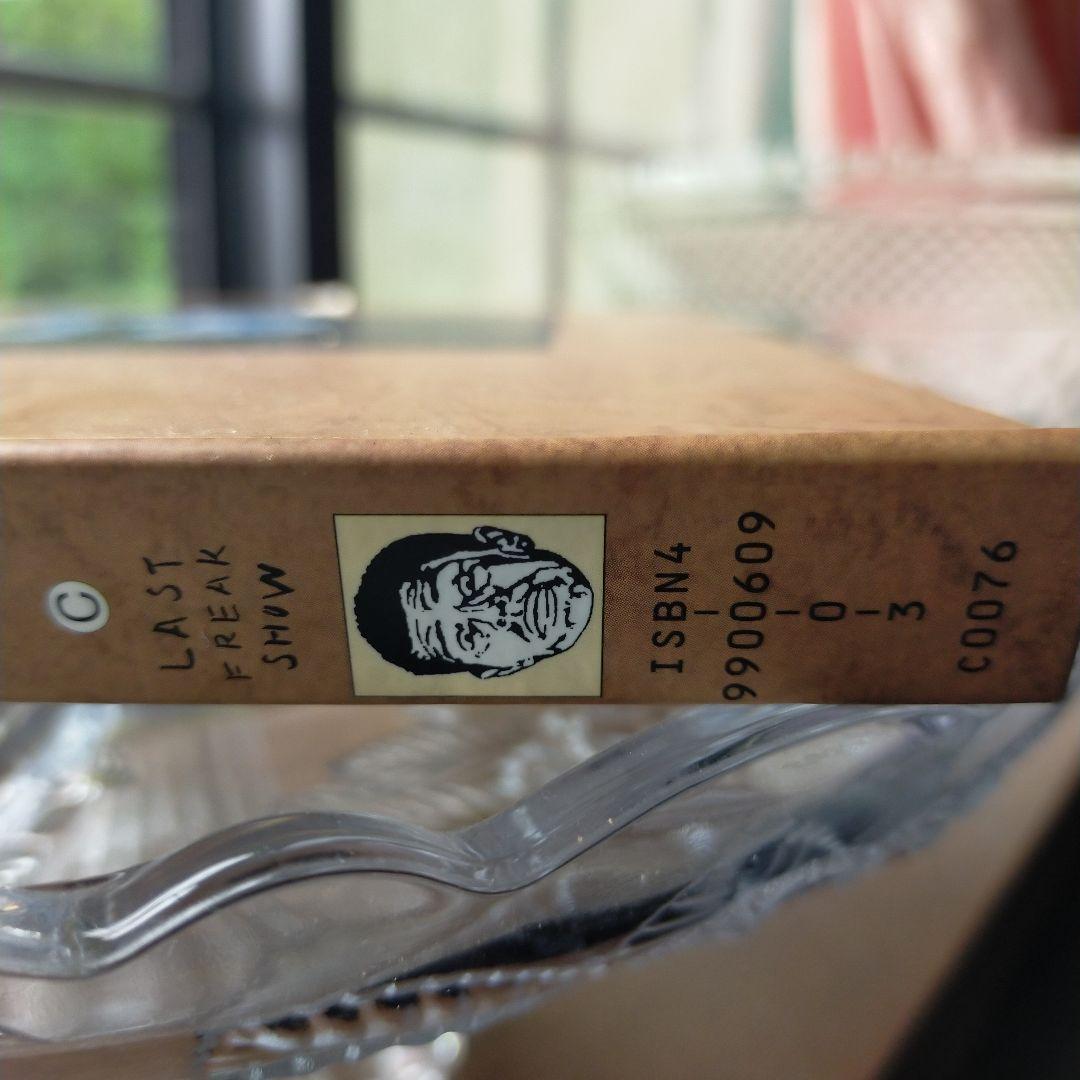 ©
LAST
FREAK
SHOW
ISBN4
—
9900609
—
0
—
3
C0076